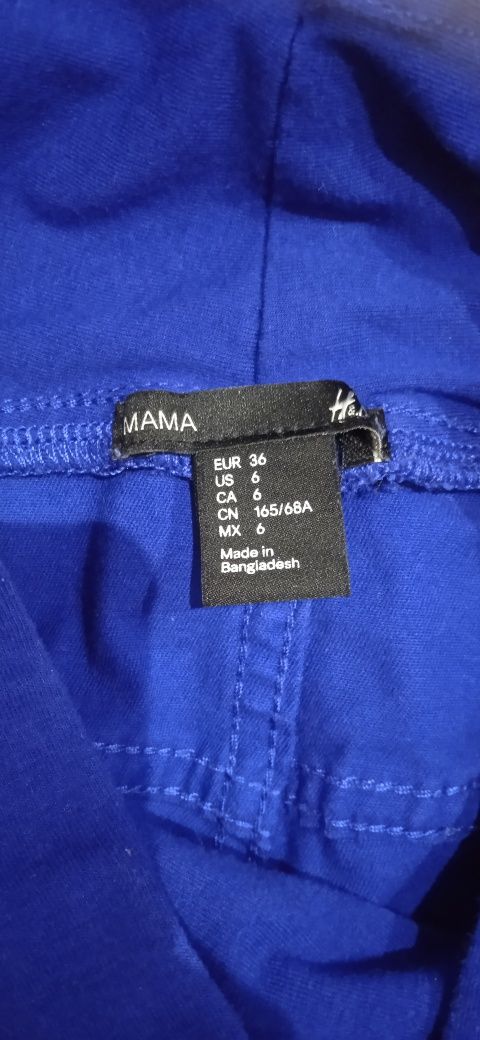 MAMA
EUR 36
US 6
CA 6
CN 165/68A
MX 6
Made in
Bangladesh